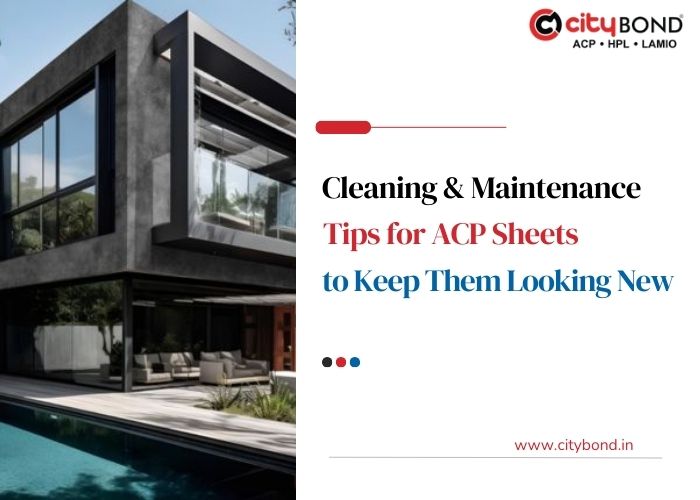 cityBOND®
ACP • HPL • LAMIO
Cleaning & Maintenance
Tips for ACP Sheets
to Keep Them Looking New
www.citybond.in